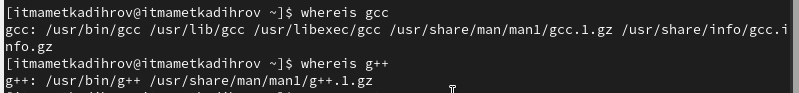 [itmametkadihrov@itmametkadihrov ~]$ whereis gcc
gcc: /usr/bin/gcc /usr/lib/gcc /usr/libexec/gcc /usr/share/man/man1/gcc.1.gz /usr/share/info/gcc.i
nfo.gz
[itmametkadihrov@itmametkadihrov ~]$ whereis g++
g++: /usr/bin/g++ /usr/share/man/man1/g++.1.gz